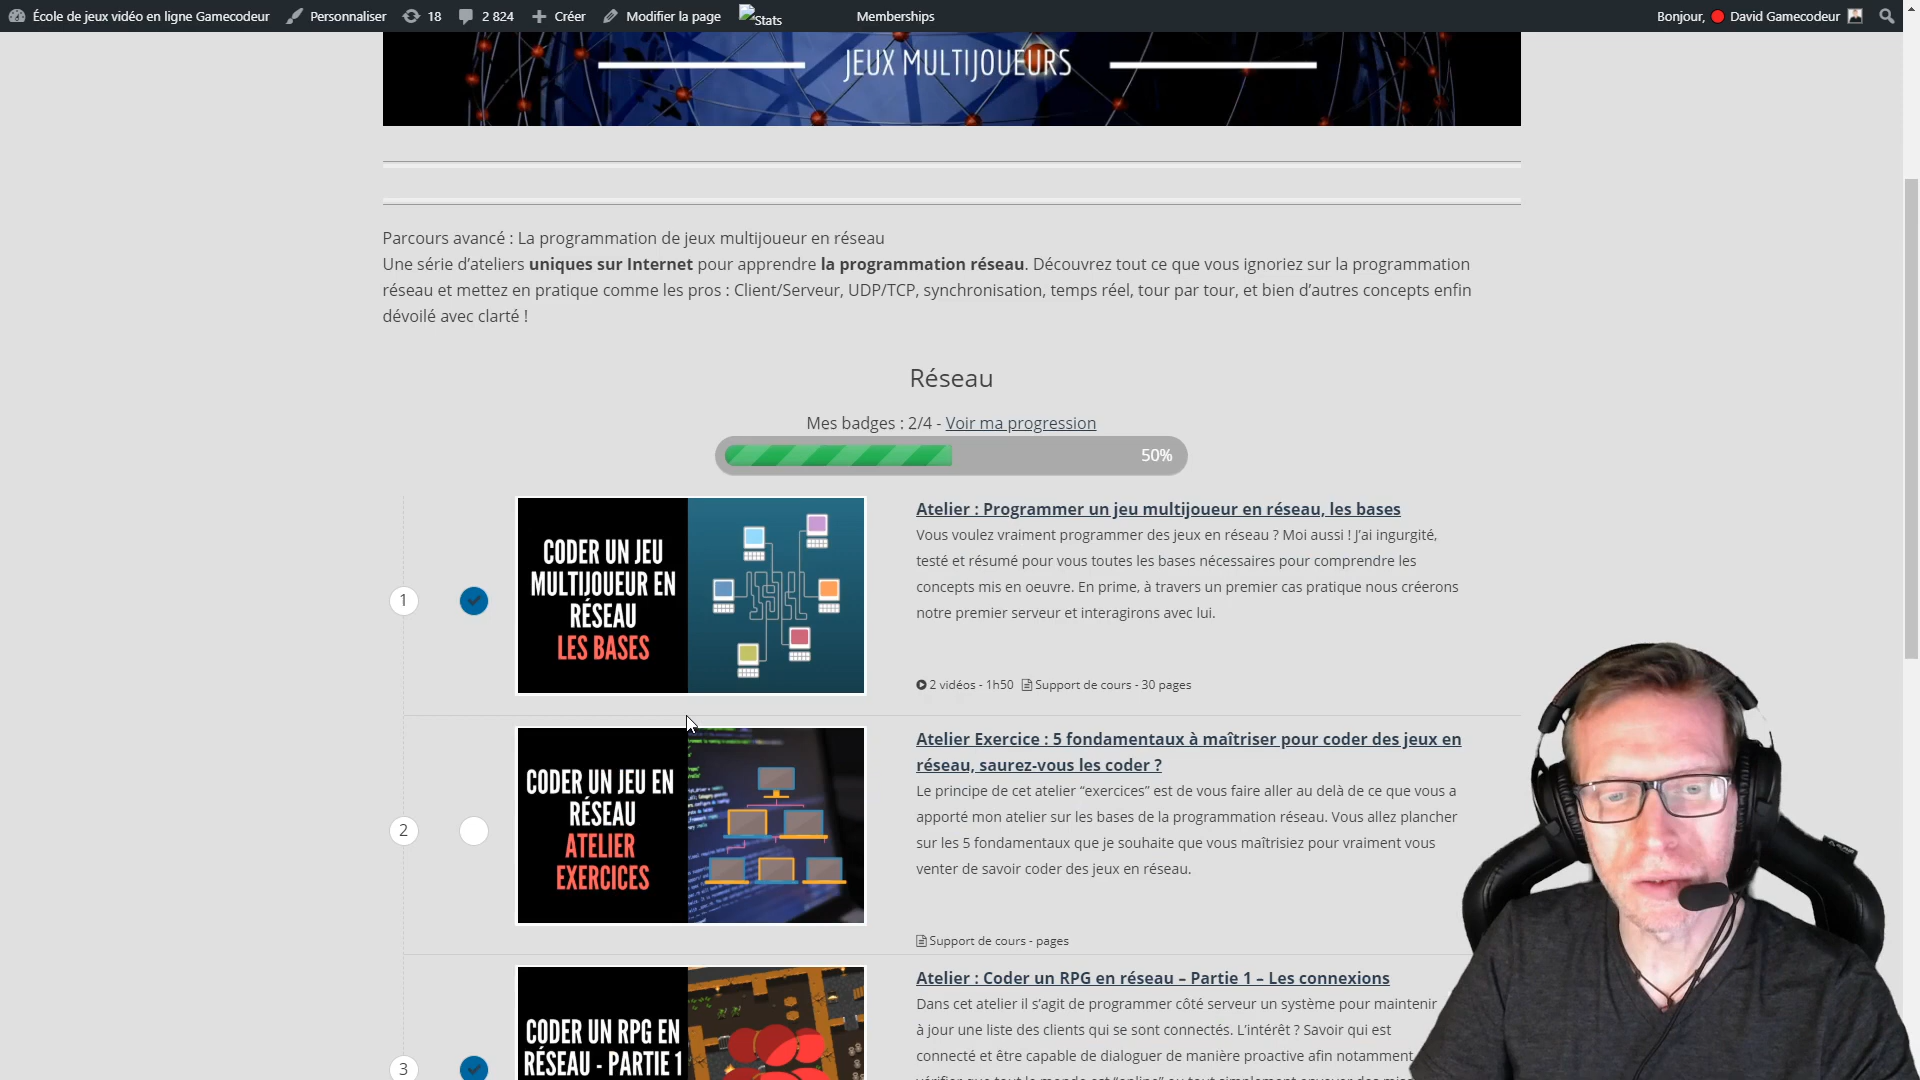 École de jeux vidéo en ligne Gamecodeur Personnaliser 18 2 824 Créer Modifier la page Stats Memberships Bonjour, David Gamecodeur
JEUX MULTIJOUEURS
Parcours avancé : La programmation de jeux multijoueur en réseau
Une série d’ateliers uniques sur Internet pour apprendre la programmation réseau. Découvrez tout ce que vous ignoriez sur la programmation
réseau et mettez en pratique comme les pros : Client/Serveur, UDP/TCP, synchronisation, temps réel, tour par tour, et bien d’autres concepts enfin
dévoilé avec clarté !
Réseau
Mes badges : 2/4 - Voir ma progression
50%
1
CODER UN JEU
MULTIJOUEUR EN
RÉSEAU
LES BASES
Atelier : Programmer un jeu multijoueur en réseau, les bases
Vous voulez vraiment programmer des jeux en réseau ? Moi aussi ! J’ai ingurgité,
testé et résumé pour vous toutes les bases nécessaires pour comprendre les
concepts mis en oeuvre. En prime, à travers un premier cas pratique nous créerons
notre premier serveur et interagirons avec lui.
2 vidéos - 1h50 Support de cours - 30 pages
2
CODER UN JEU EN
RÉSEAU
ATELIER
EXERCICES
Atelier Exercice : 5 fondamentaux à maîtriser pour coder des jeux en
réseau, saurez-vous les coder ?
Le principe de cet atelier “exercices” est de vous faire aller au delà de ce que vous a
apporté mon atelier sur les bases de la programmation réseau. Vous allez plancher
sur les 5 fondamentaux que je souhaite que vous maîtrisiez pour vraiment vous
venter de savoir coder des jeux en réseau.
Support de cours - pages
3
CODER UN RPG EN
RÉSEAU - PARTIE 1
Atelier : Coder un RPG en réseau – Partie 1 – Les connexions
Dans cet atelier il s’agit de programmer côté serveur un système pour maintenir
à jour une liste des clients qui se sont connectés. L’intérêt ? Savoir qui est
connecté et être capable de dialoguer de manière proactive afin notamment